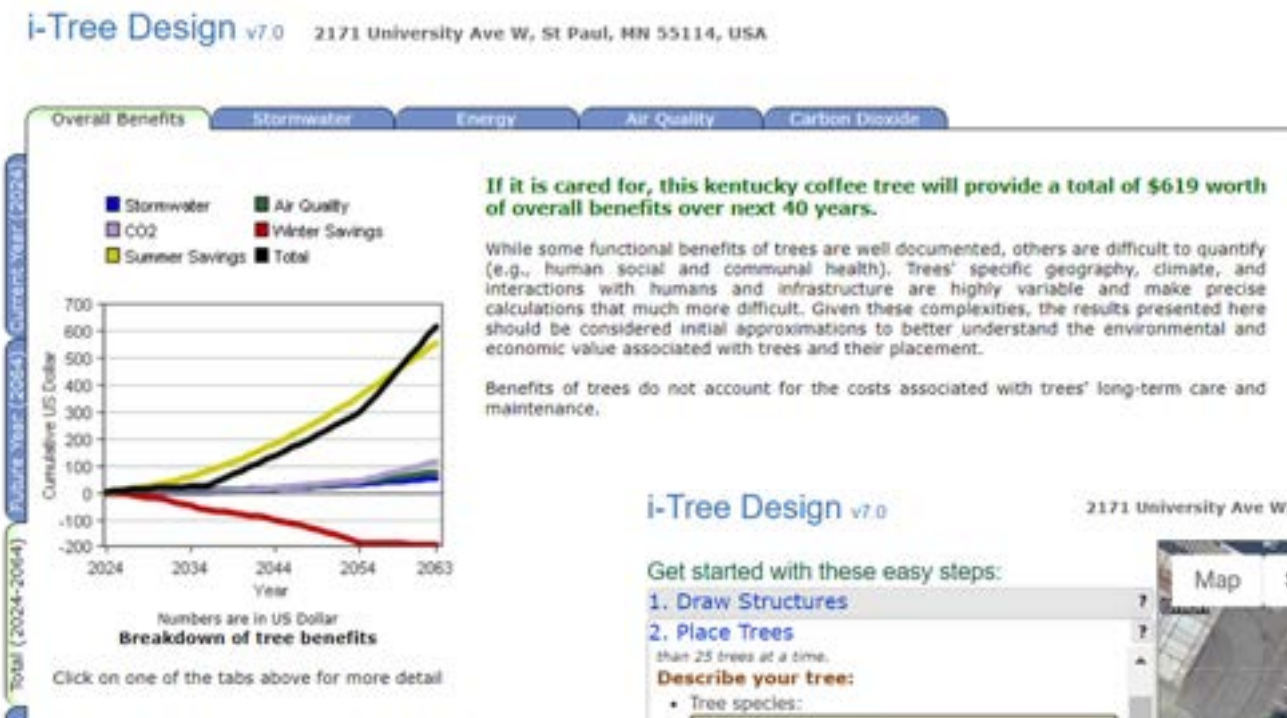 i-Tree Design v7.0 2171 University Ave W, St Paul, MN 55114, USA
Overall Benefits Stormwater Energy Air Quality Carbon Dioxide
Current Year (2024)
Future Year (2064)
Total (2024-2064)
Stormwater Air Quality
CO2 Winter Savings
Summer Savings Total
Cumulative US Dollar
700
600
500
400
300
200
100
0
-100
-200
2024 2034 2044 2054 2063
Year
Numbers are in US Dollar
Breakdown of tree benefits
Click on one of the tabs above for more detail
If it is cared for, this kentucky coffee tree will provide a total of $619 worth
of overall benefits over next 40 years.
While some functional benefits of trees are well documented, others are difficult to quantify
(e.g., human social and communal health). Trees' specific geography, climate, and
interactions with humans and infrastructure are highly variable and make precise
calculations that much more difficult. Given these complexities, the results presented here
should be considered initial approximations to better understand the environmental and
economic value associated with trees and their placement.
Benefits of trees do not account for the costs associated with trees' long-term care and
maintenance.
i-Tree Design v7.0 2171 University Ave W
Get started with these easy steps:
1. Draw Structures ?
2. Place Trees ?
than 25 trees at a time.
Describe your tree:
• Tree species:
Map